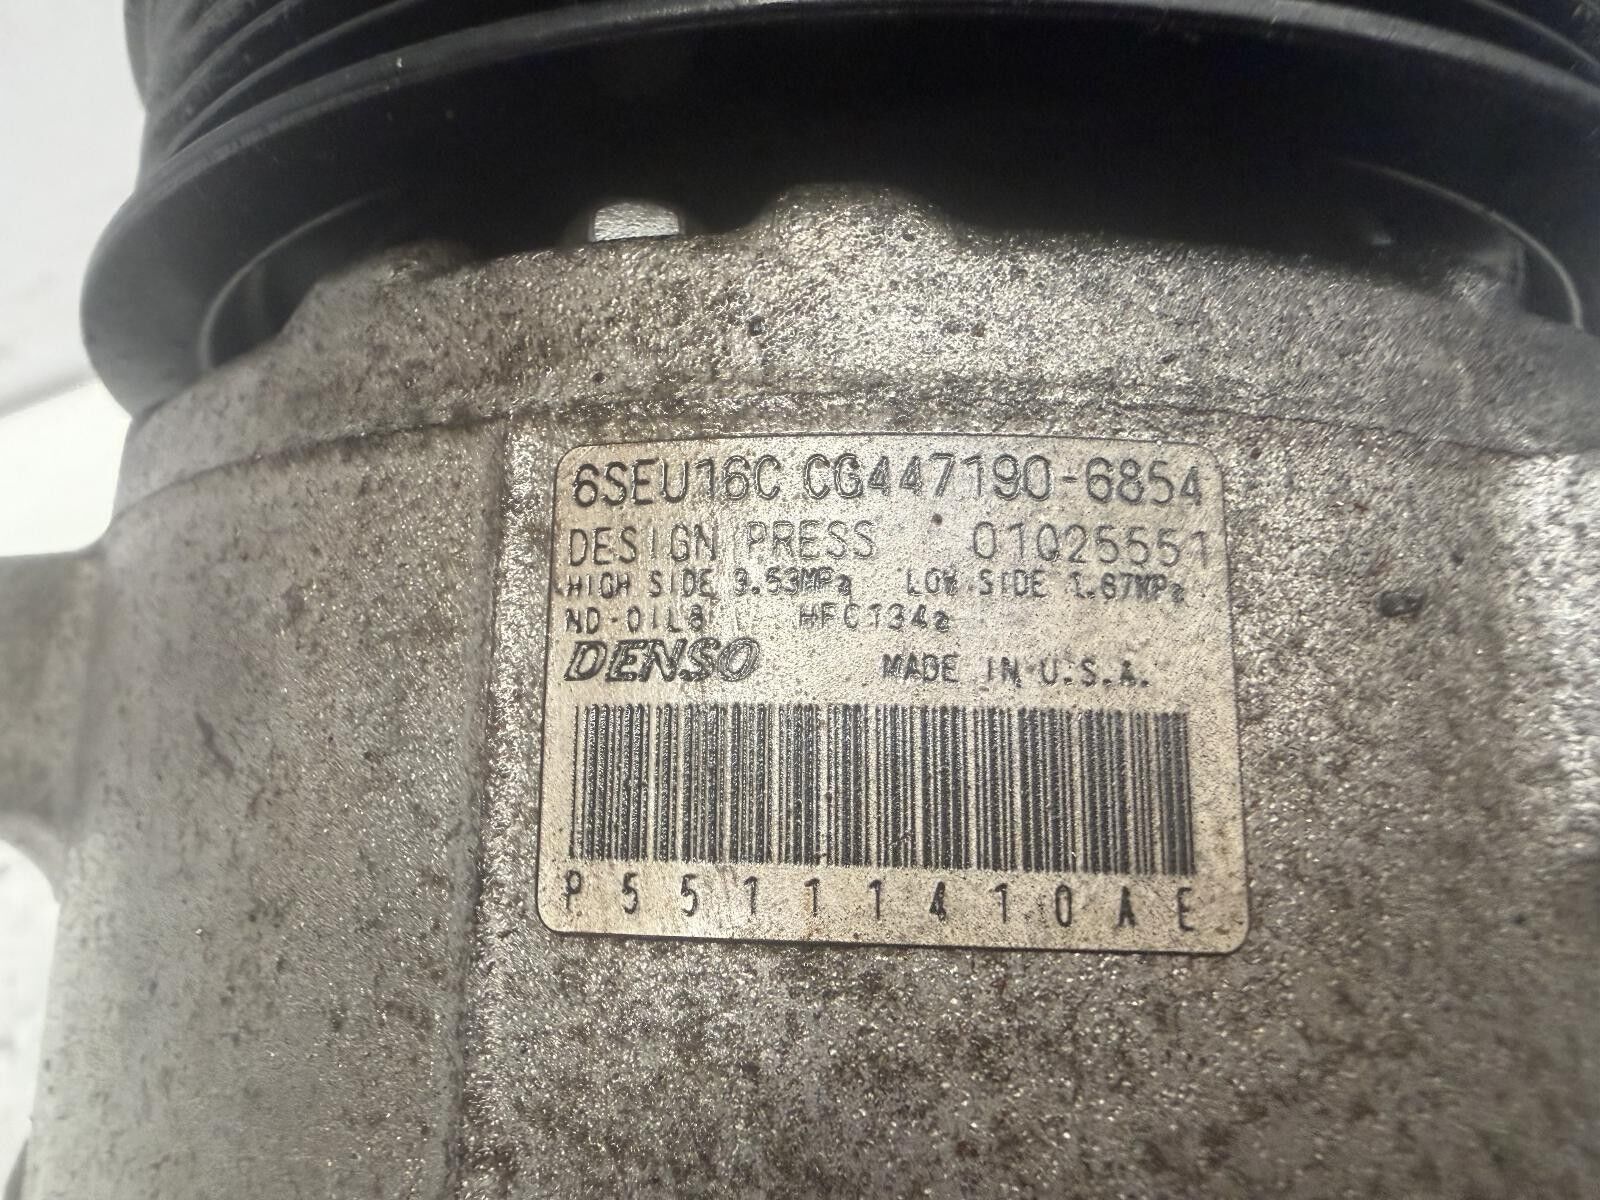 6SEU16C CG447190-6854
DESIGN PRESS 01025551
HIGH SIDE 3.53MPa LOW SIDE 1.67MPa
ND-OIL8 HFC134a
DENSO MADE IN U.S.A.
P55111410AE